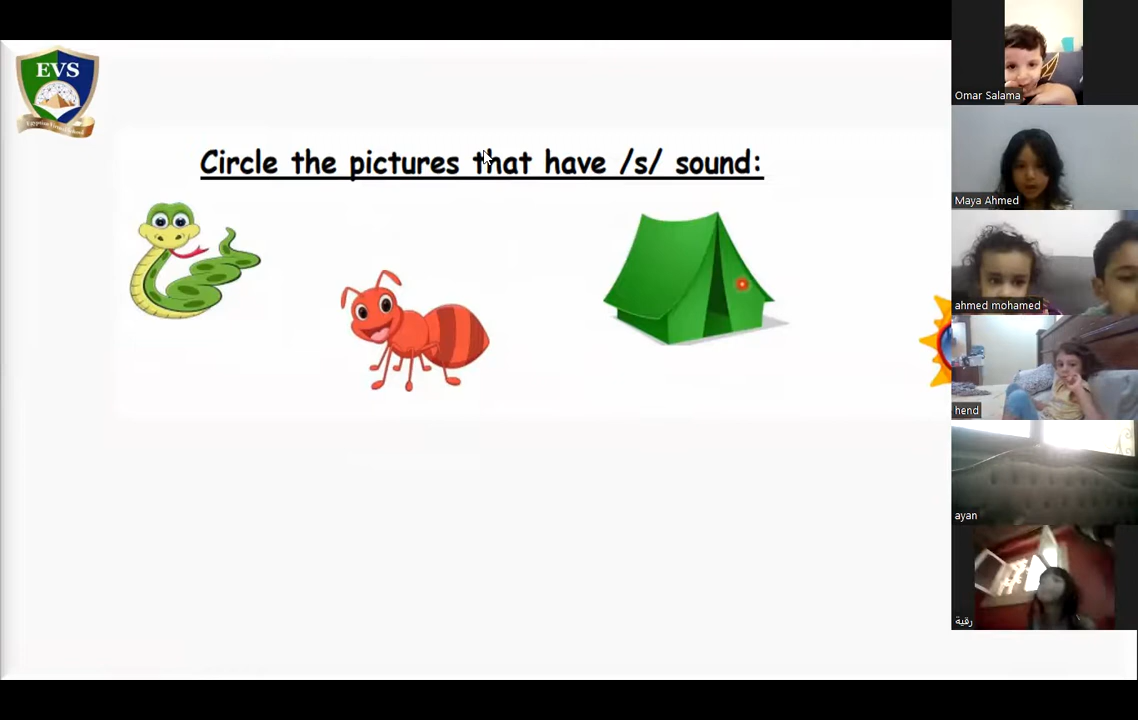 EVS
Circle the pictures that have /s/ sound:
Omar Salama
Maya Ahmed
ahmed mohamed
hend
ayan
رقية